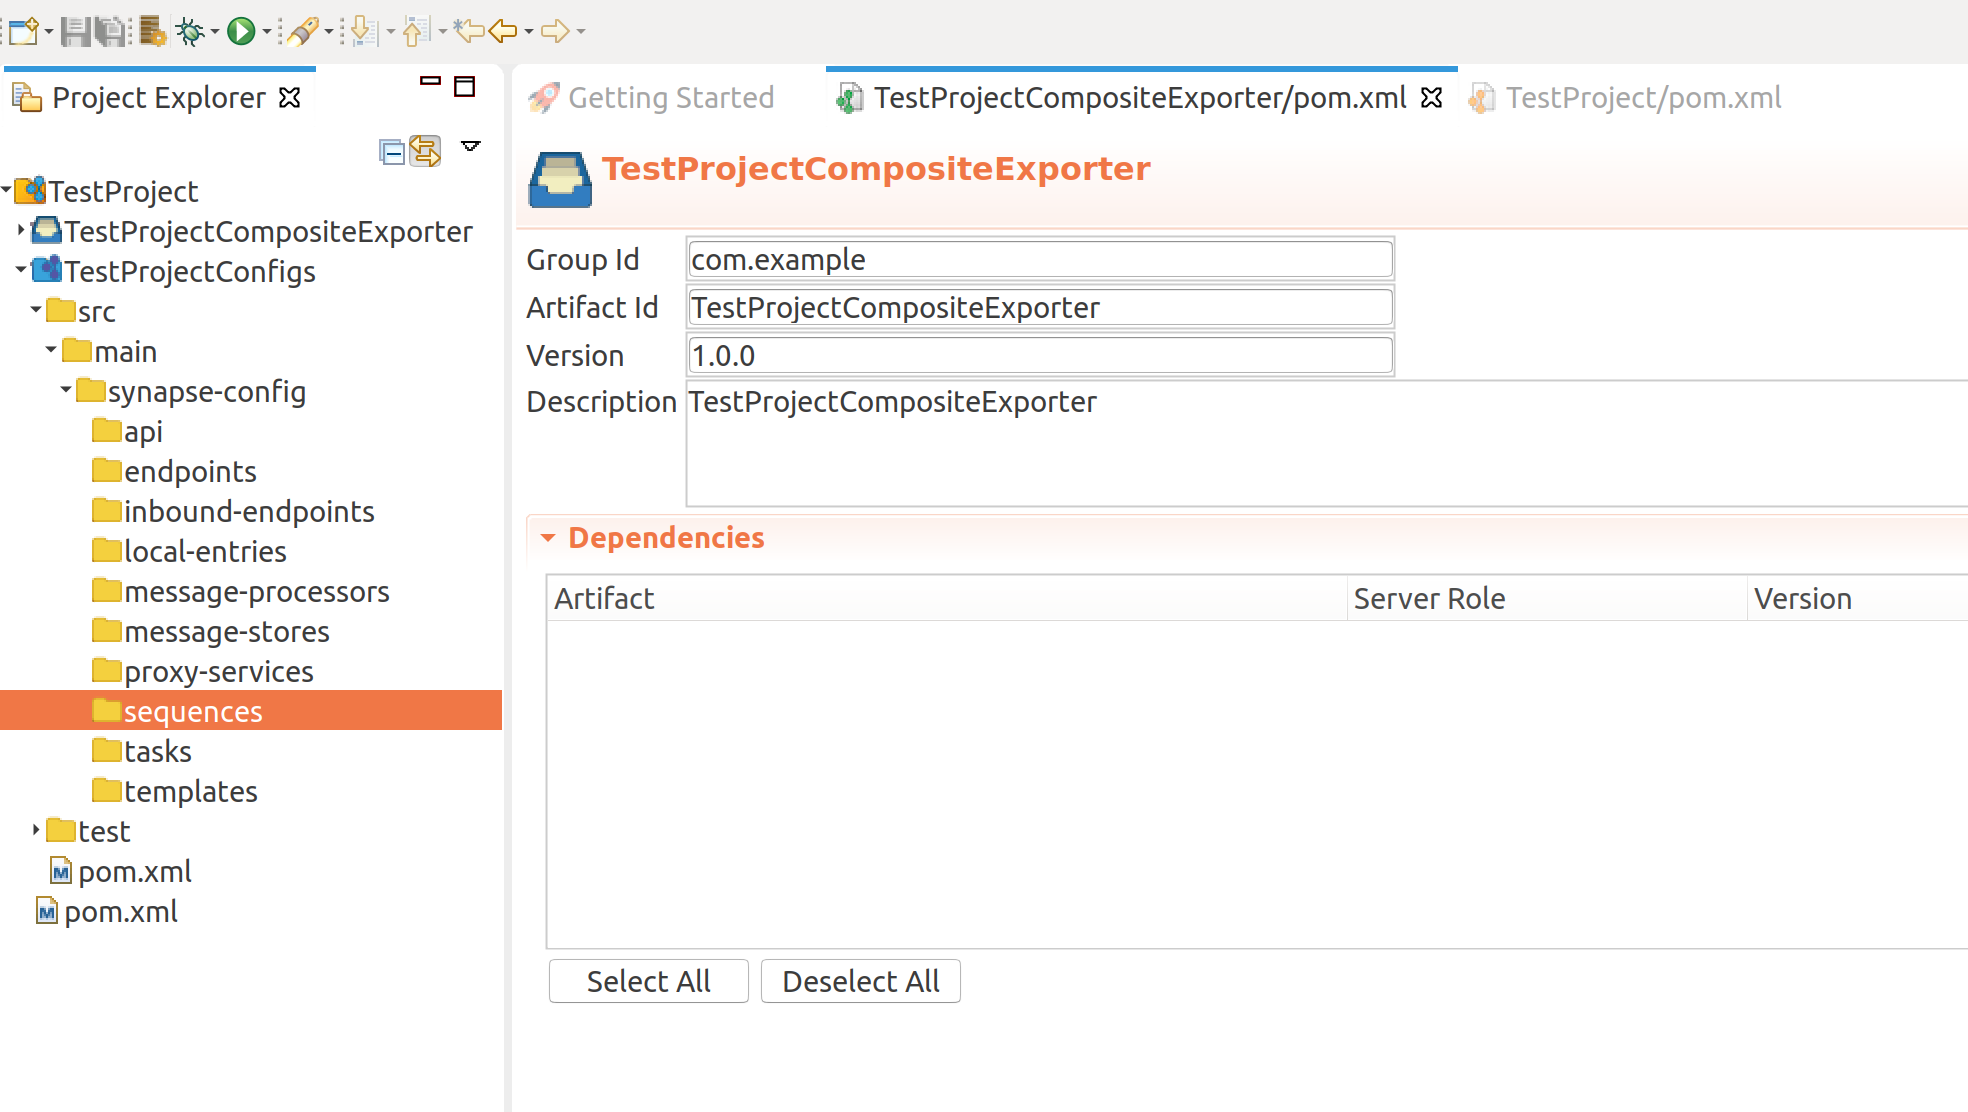 Project Explorer
Getting Started
TestProjectCompositeExporter/pom.xml
TestProject/pom.xml
TestProject
TestProjectCompositeExporter
TestProjectConfigs
src
main
synapse-config
api
endpoints
inbound-endpoints
local-entries
message-processors
message-stores
proxy-services
sequences
tasks
templates
test
pom.xml
pom.xml
TestProjectCompositeExporter
Group Id com.example
Artifact Id TestProjectCompositeExporter
Version 1.0.0
Description TestProjectCompositeExporter
Dependencies
Artifact Server Role Version
Select All Deselect All